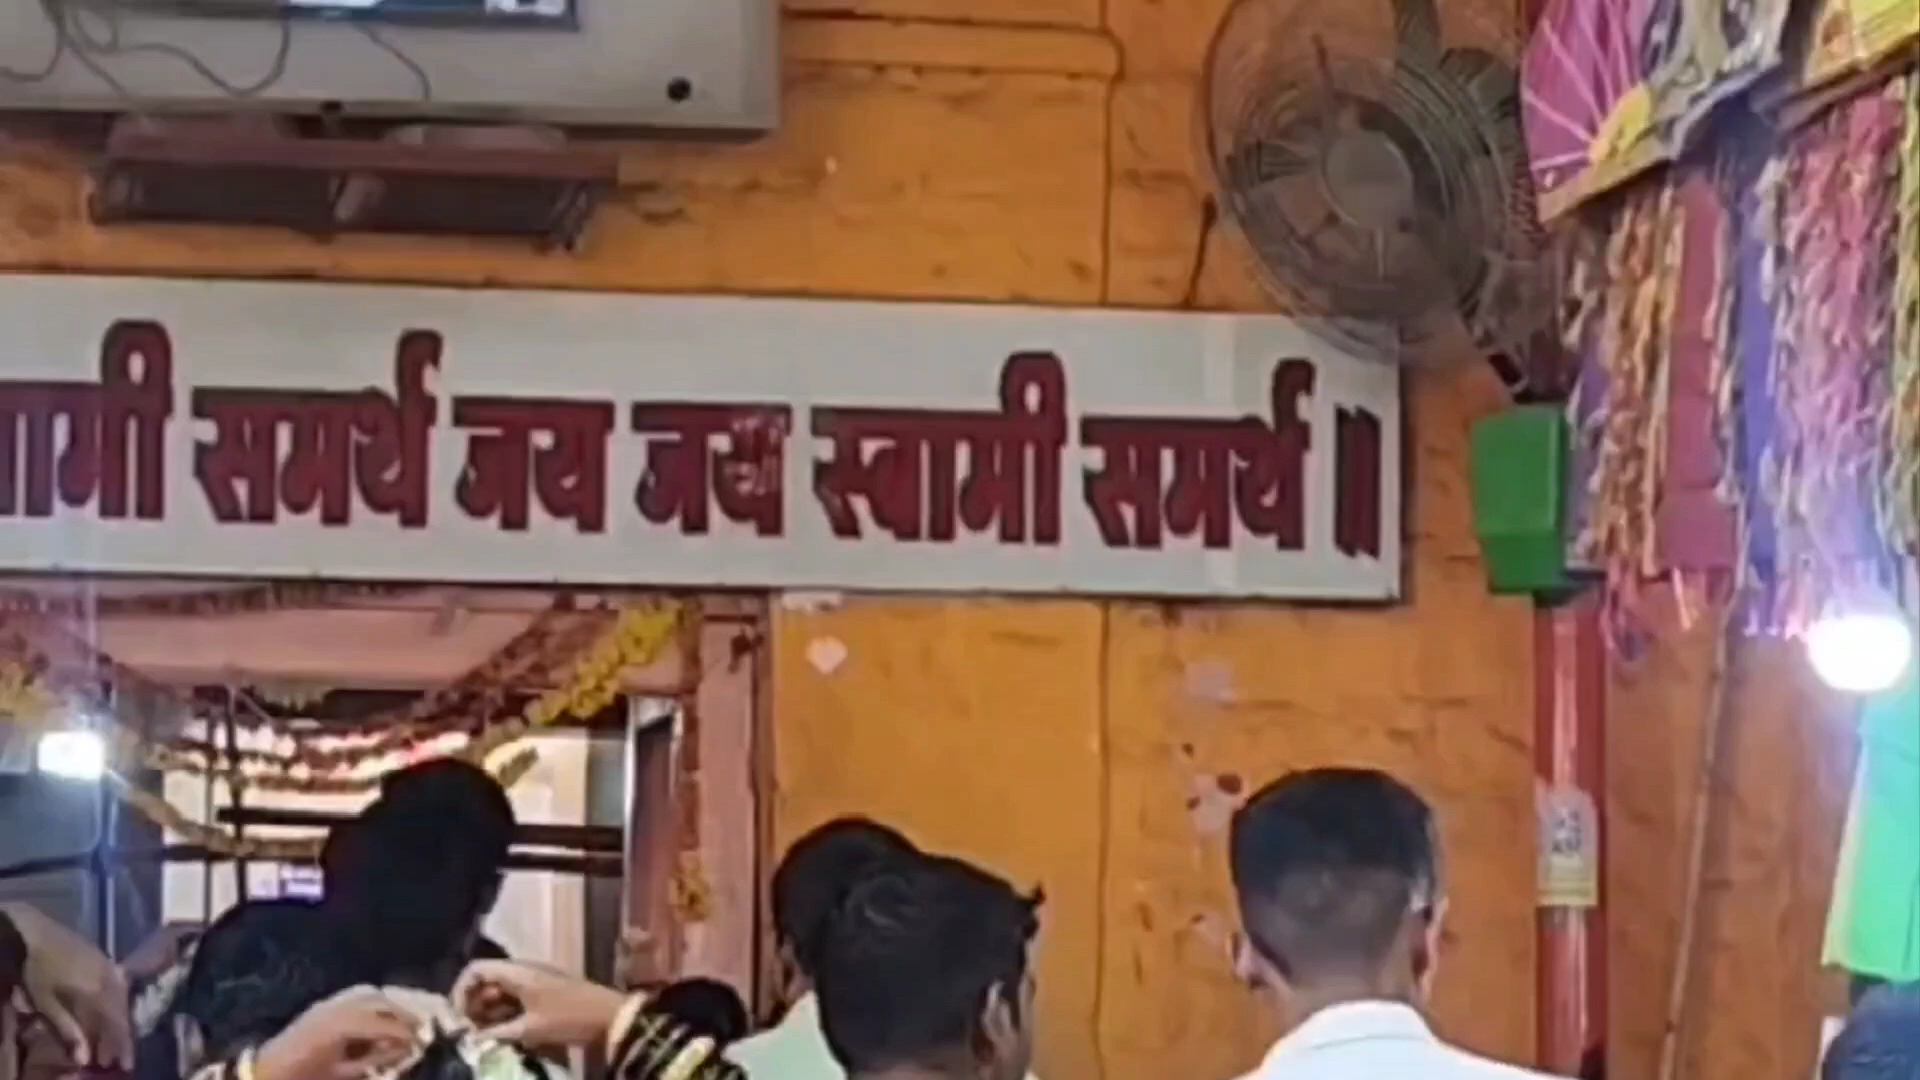 वामी समर्थ जय जय स्वामी समर्थ ॥